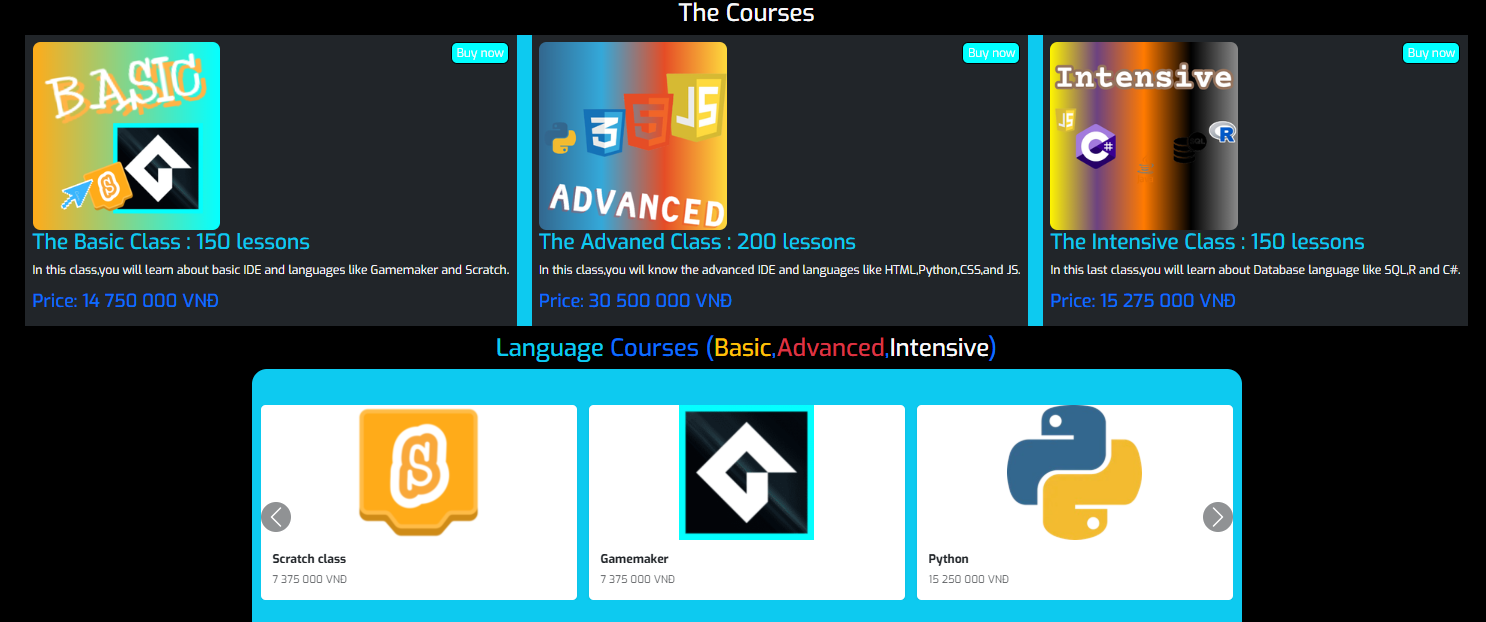 The Courses
BASIC
S
Buy now
The Basic Class : 150 lessons
In this class,you will learn about basic IDE and languages like Gamemaker and Scratch.
Price: 14 750 000 VNĐ
3 5 JS
ADVANCED
Buy now
The Advaned Class : 200 lessons
In this class,you wil know the advanced IDE and languages like HTML,Python,CSS,and JS.
Price: 30 500 000 VNĐ
Intensive
JS
C#
SQL
R
Buy now
The Intensive Class : 150 lessons
In this last class,you will learn about Database language like SQL,R and C#.
Price: 15 275 000 VNĐ
Language Courses (Basic,Advanced,Intensive)
S
Scratch class
7 375 000 VNĐ
Gamemaker
7 375 000 VNĐ
Python
15 250 000 VNĐ